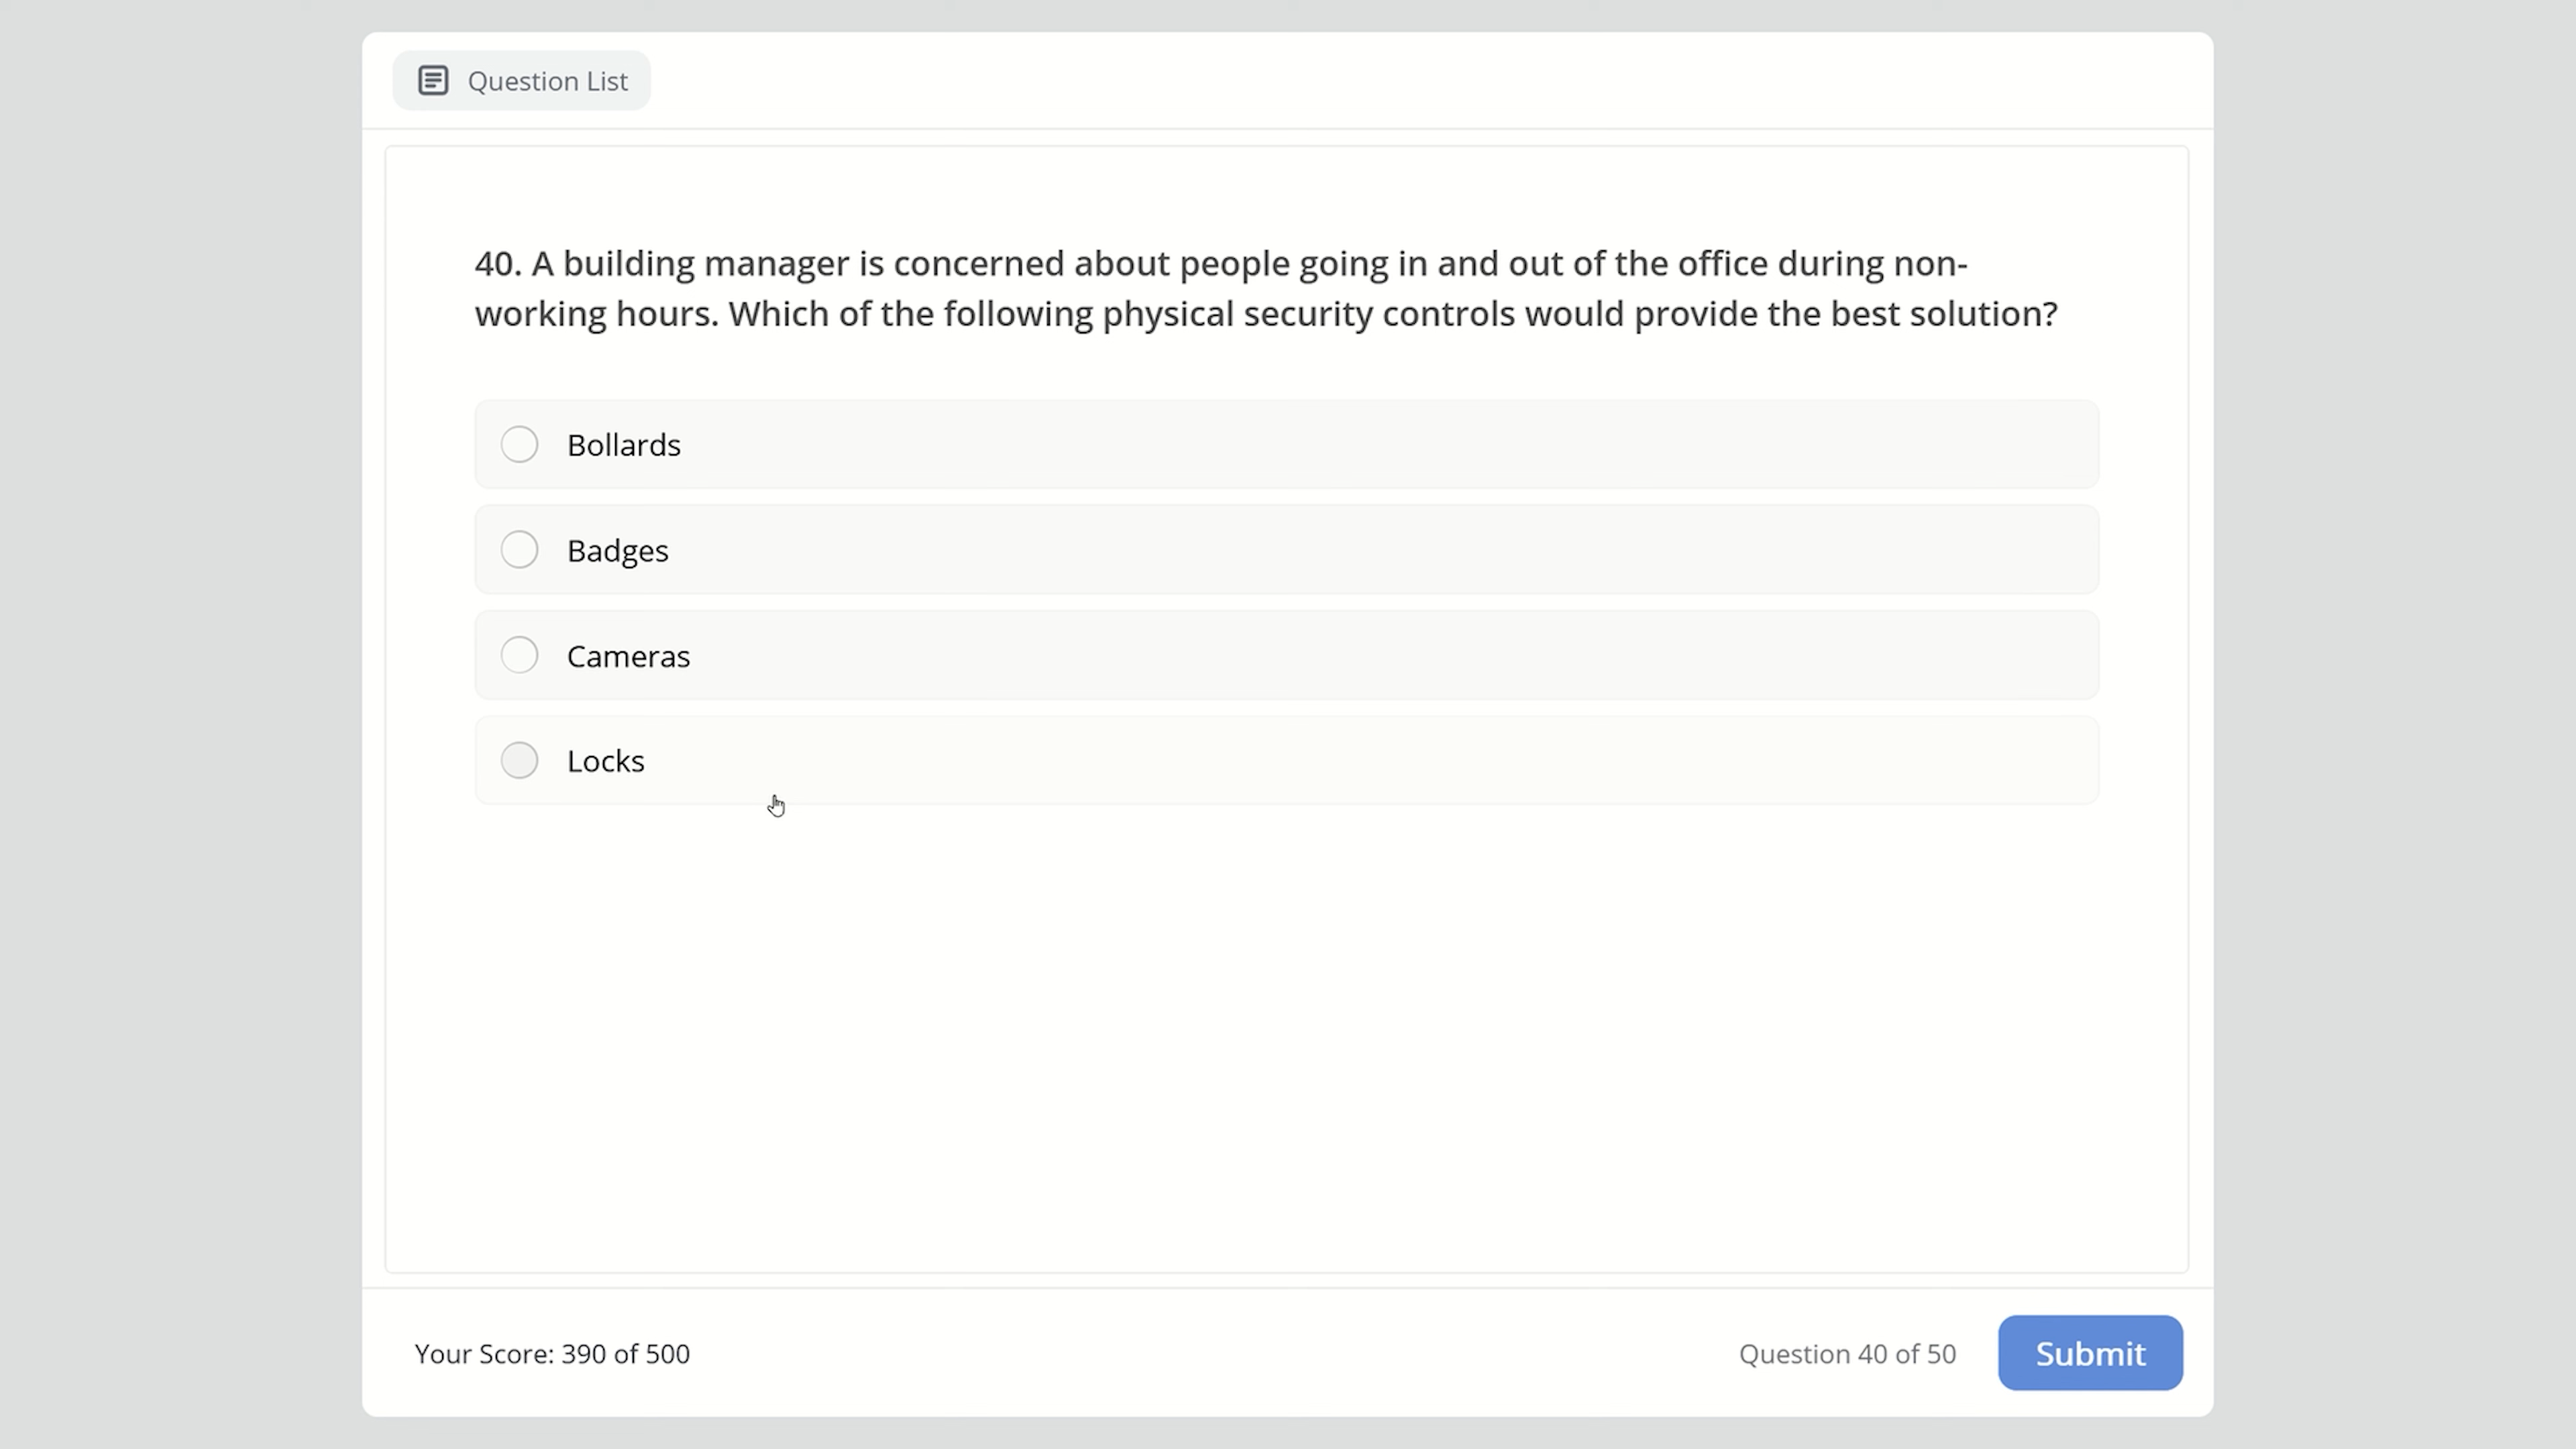 Question List
40. A building manager is concerned about people going in and out of the office during non-
working hours. Which of the following physical security controls would provide the best solution?
Bollards
Badges
Cameras
Locks
Your Score: 390 of 500
Question 40 of 50
Submit